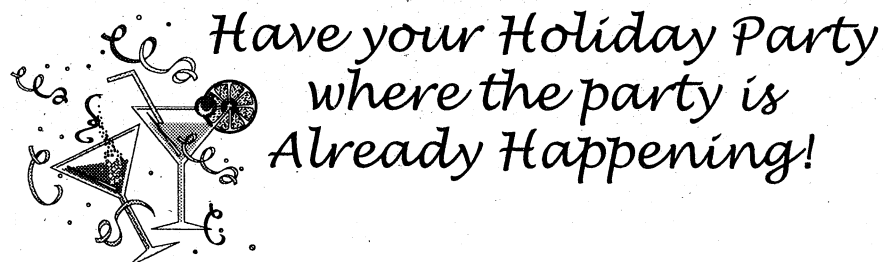 Have your Holiday Party
where the party is
Already Happening!